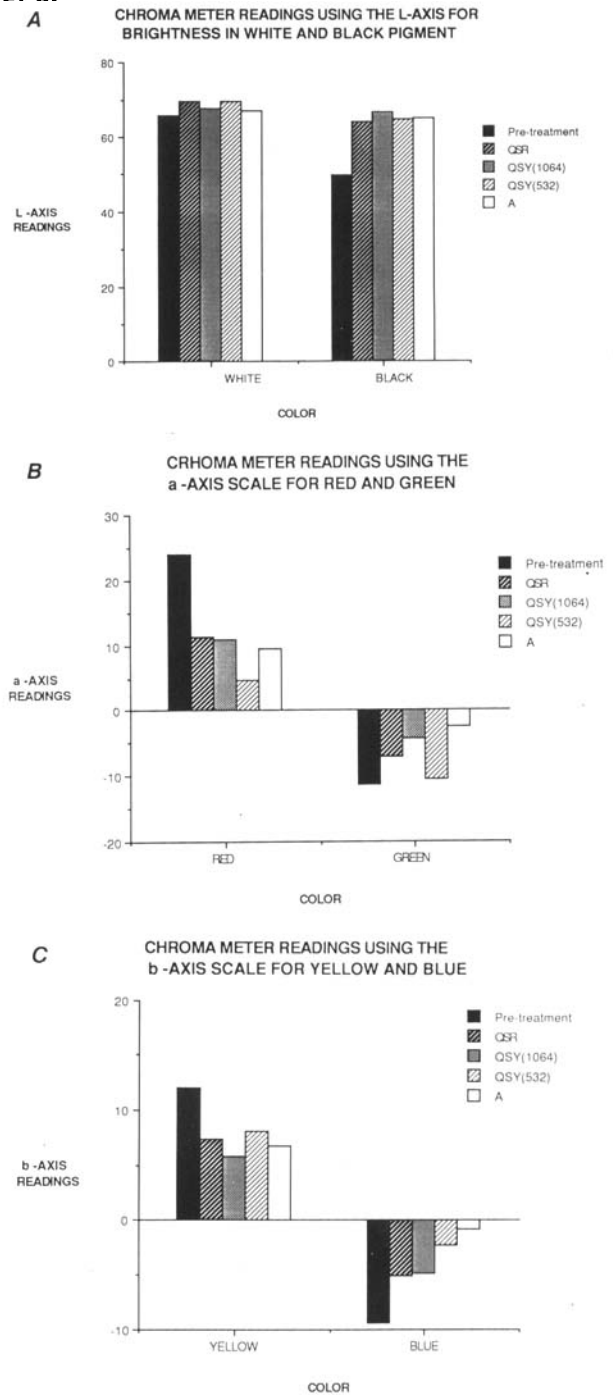 A
CHROMA METER READINGS USING THE L-AXIS FOR
BRIGHTNESS IN WHITE AND BLACK PIGMENT
80
60
40
20
0
L -AXIS
READINGS
Pre-treatment
QSR
QSY(1064)
QSY(532)
A
WHITE
BLACK
COLOR
B
CRHOMA METER READINGS USING THE
a -AXIS SCALE FOR RED AND GREEN
30
20
10
0
-10
-20
a -AXIS
READINGS
Pre-treatment
QSR
QSY(1064)
QSY(532)
A
RED
GREEN
COLOR
C
CHROMA METER READINGS USING THE
b -AXIS SCALE FOR YELLOW AND BLUE
20
10
0
-10
b -AXIS
READINGS
Pre-treatment
QSR
QSY(1064)
QSY(532)
A
YELLOW
BLUE
COLOR